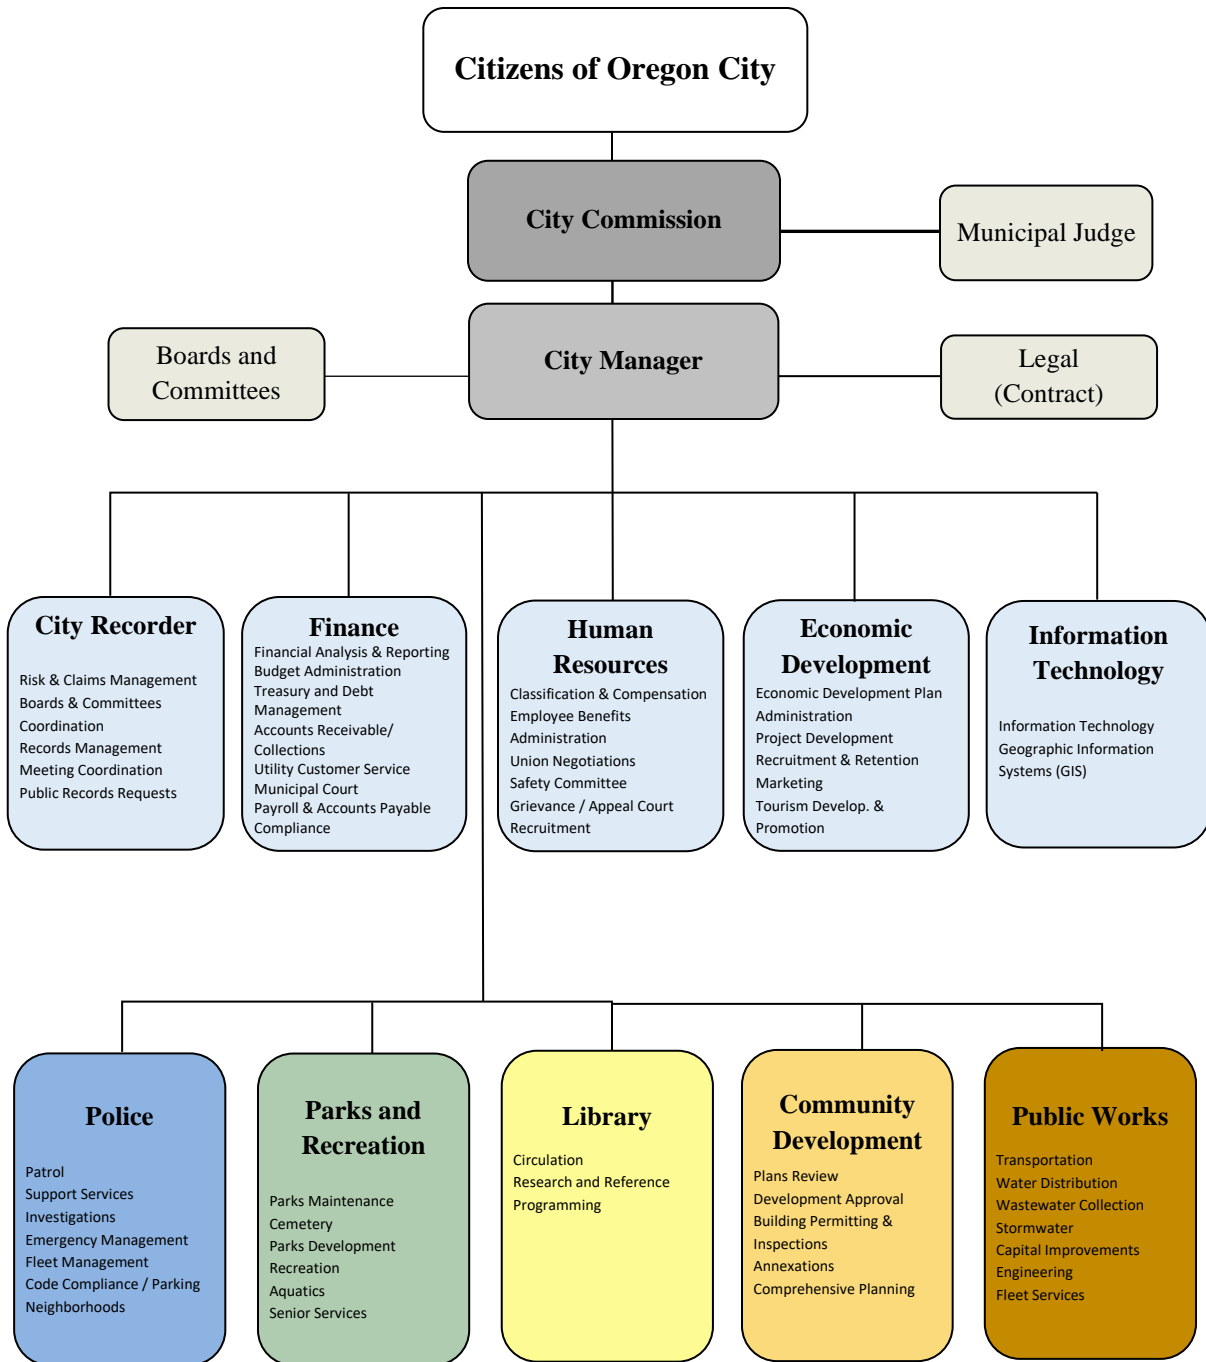 Citizens of Oregon City
City Commission
Municipal Judge
City Manager
Boards and
Committees
Legal
(Contract)
City Recorder
Risk & Claims Management
Boards & Committees
Coordination
Records Management
Meeting Coordination
Public Records Requests
Finance
Financial Analysis & Reporting
Budget Administration
Treasury and Debt
Management
Accounts Receivable/
Collections
Utility Customer Service
Municipal Court
Payroll & Accounts Payable
Compliance
Human
Resources
Classification & Compensation
Employee Benefits
Administration
Union Negotiations
Safety Committee
Grievance / Appeal Court
Recruitment
Economic
Development
Economic Development Plan
Administration
Project Development
Recruitment & Retention
Marketing
Tourism Develop. &
Promotion
Information
Technology
Information Technology
Geographic Information
Systems (GIS)
Police
Patrol
Support Services
Investigations
Emergency Management
Fleet Management
Code Compliance / Parking
Neighborhoods
Parks and
Recreation
Parks Maintenance
Cemetery
Parks Development
Recreation
Aquatics
Senior Services
Library
Circulation
Research and Reference
Programming
Community
Development
Plans Review
Development Approval
Building Permitting &
Inspections
Annexations
Comprehensive Planning
Public Works
Transportation
Water Distribution
Wastewater Collection
Stormwater
Capital Improvements
Engineering
Fleet Services